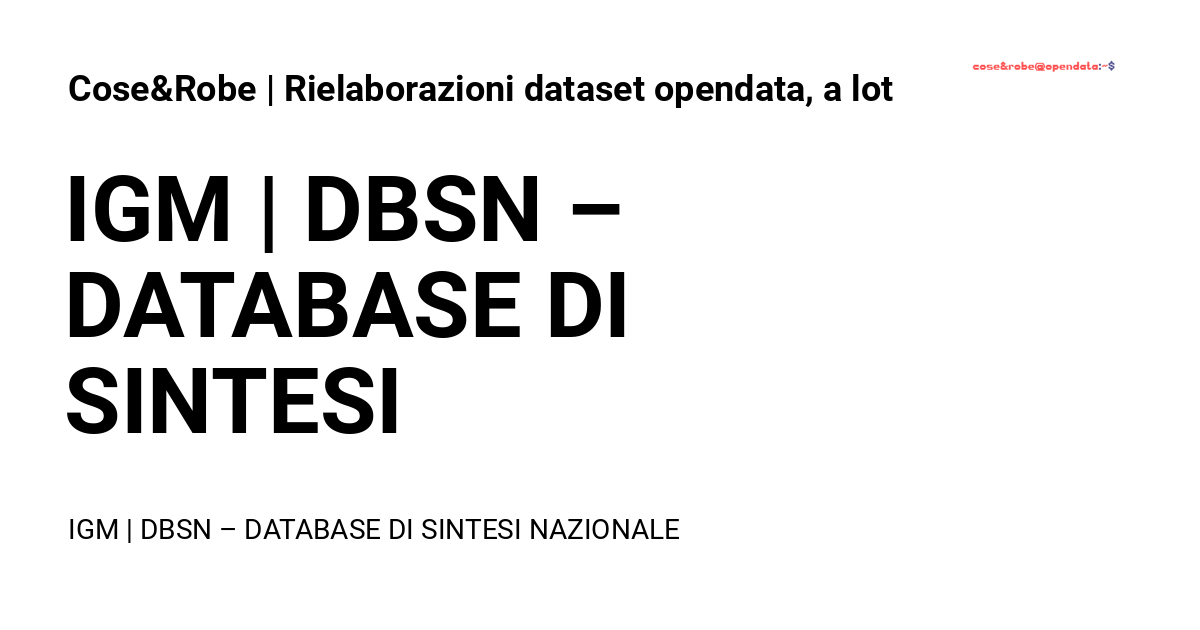 Cose&Robe | Rielaborazioni dataset opendata, a lot
cose&robe@opendata:~$
IGM | DBSN –
DATABASE DI
SINTESI
IGM | DBSN – DATABASE DI SINTESI NAZIONALE